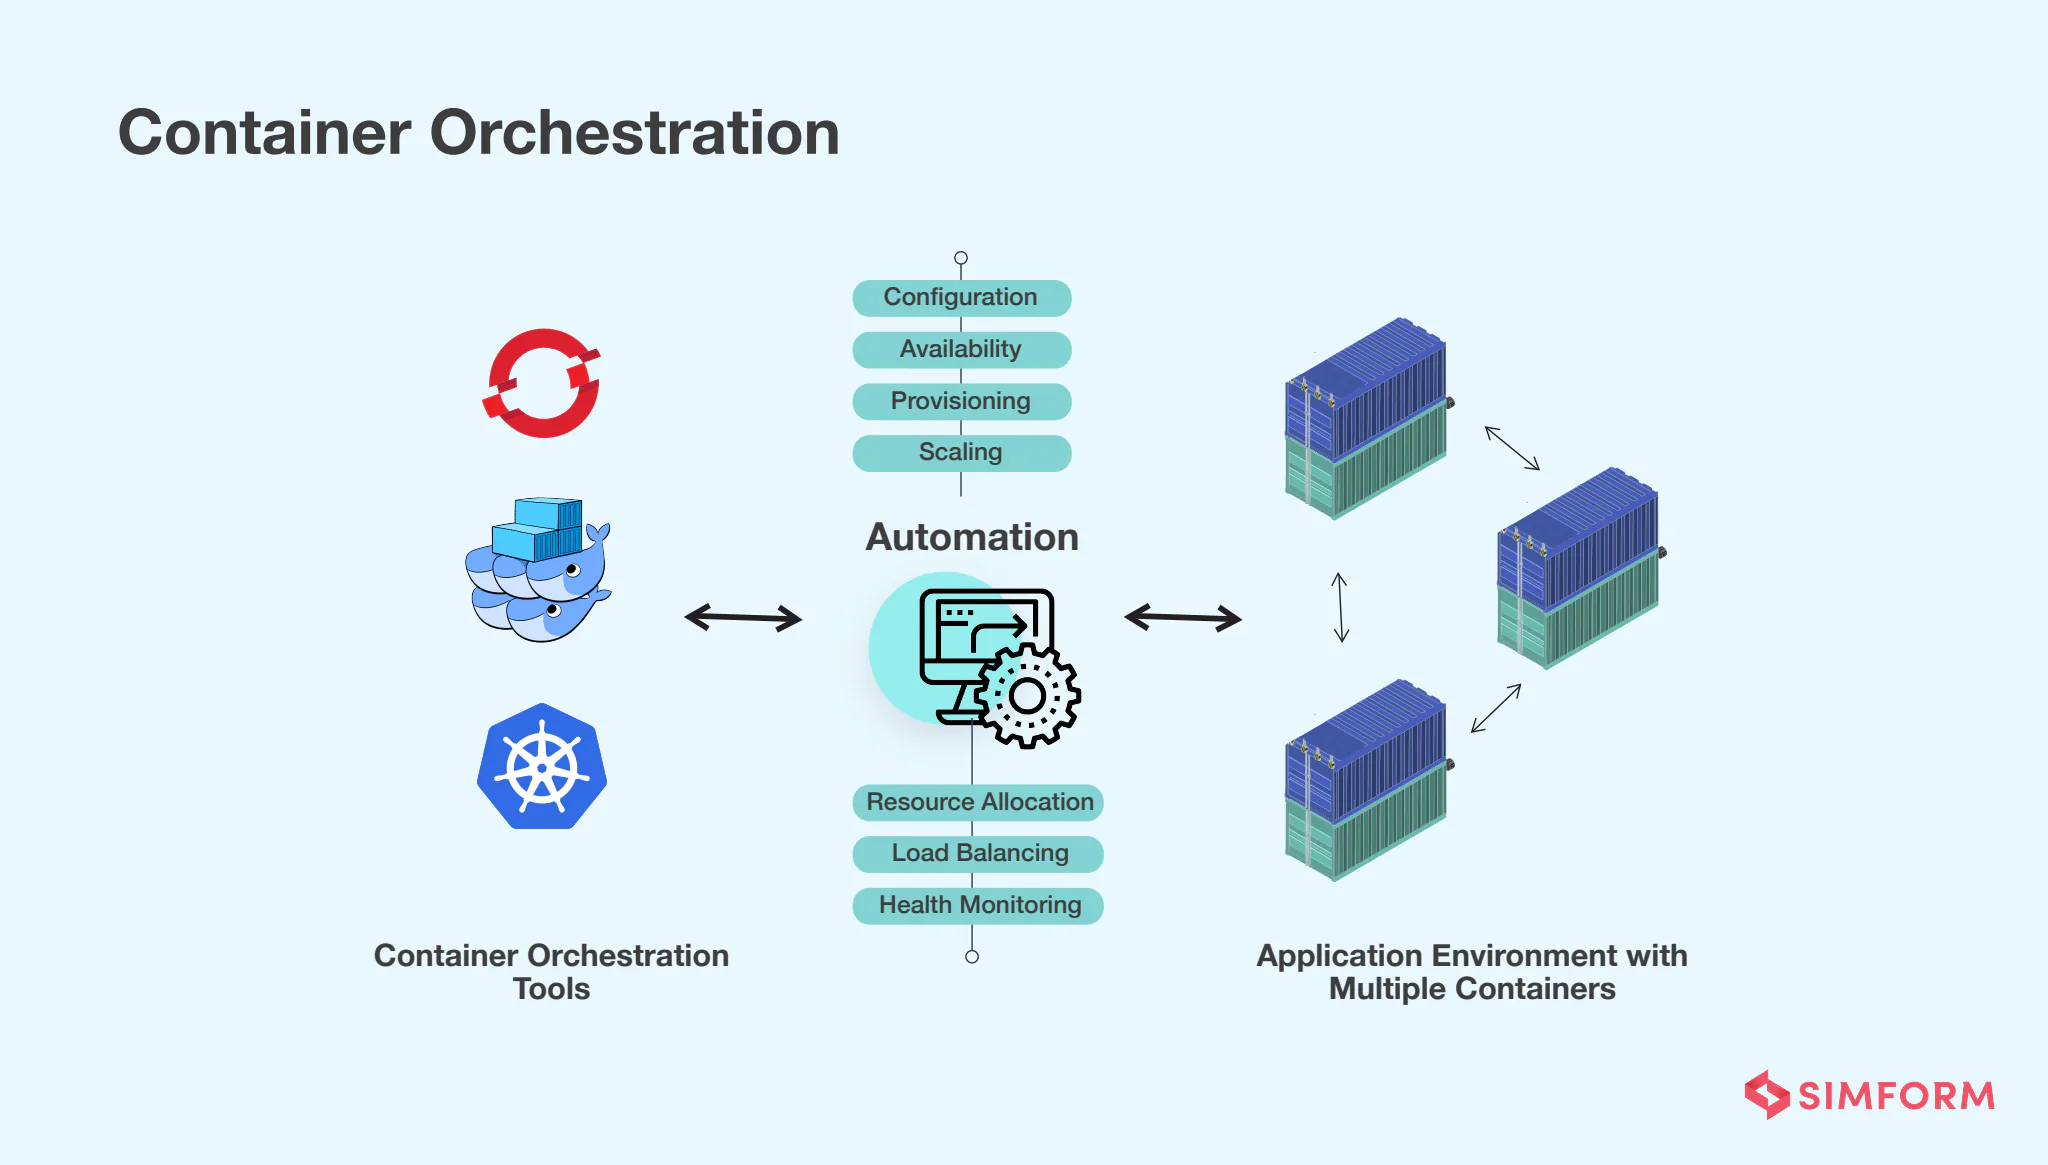 Container Orchestration
Configuration
Availability
Provisioning
Scaling
Automation
Resource Allocation
Load Balancing
Health Monitoring
Container Orchestration
Tools
Application Environment with
Multiple Containers
SIMFORM